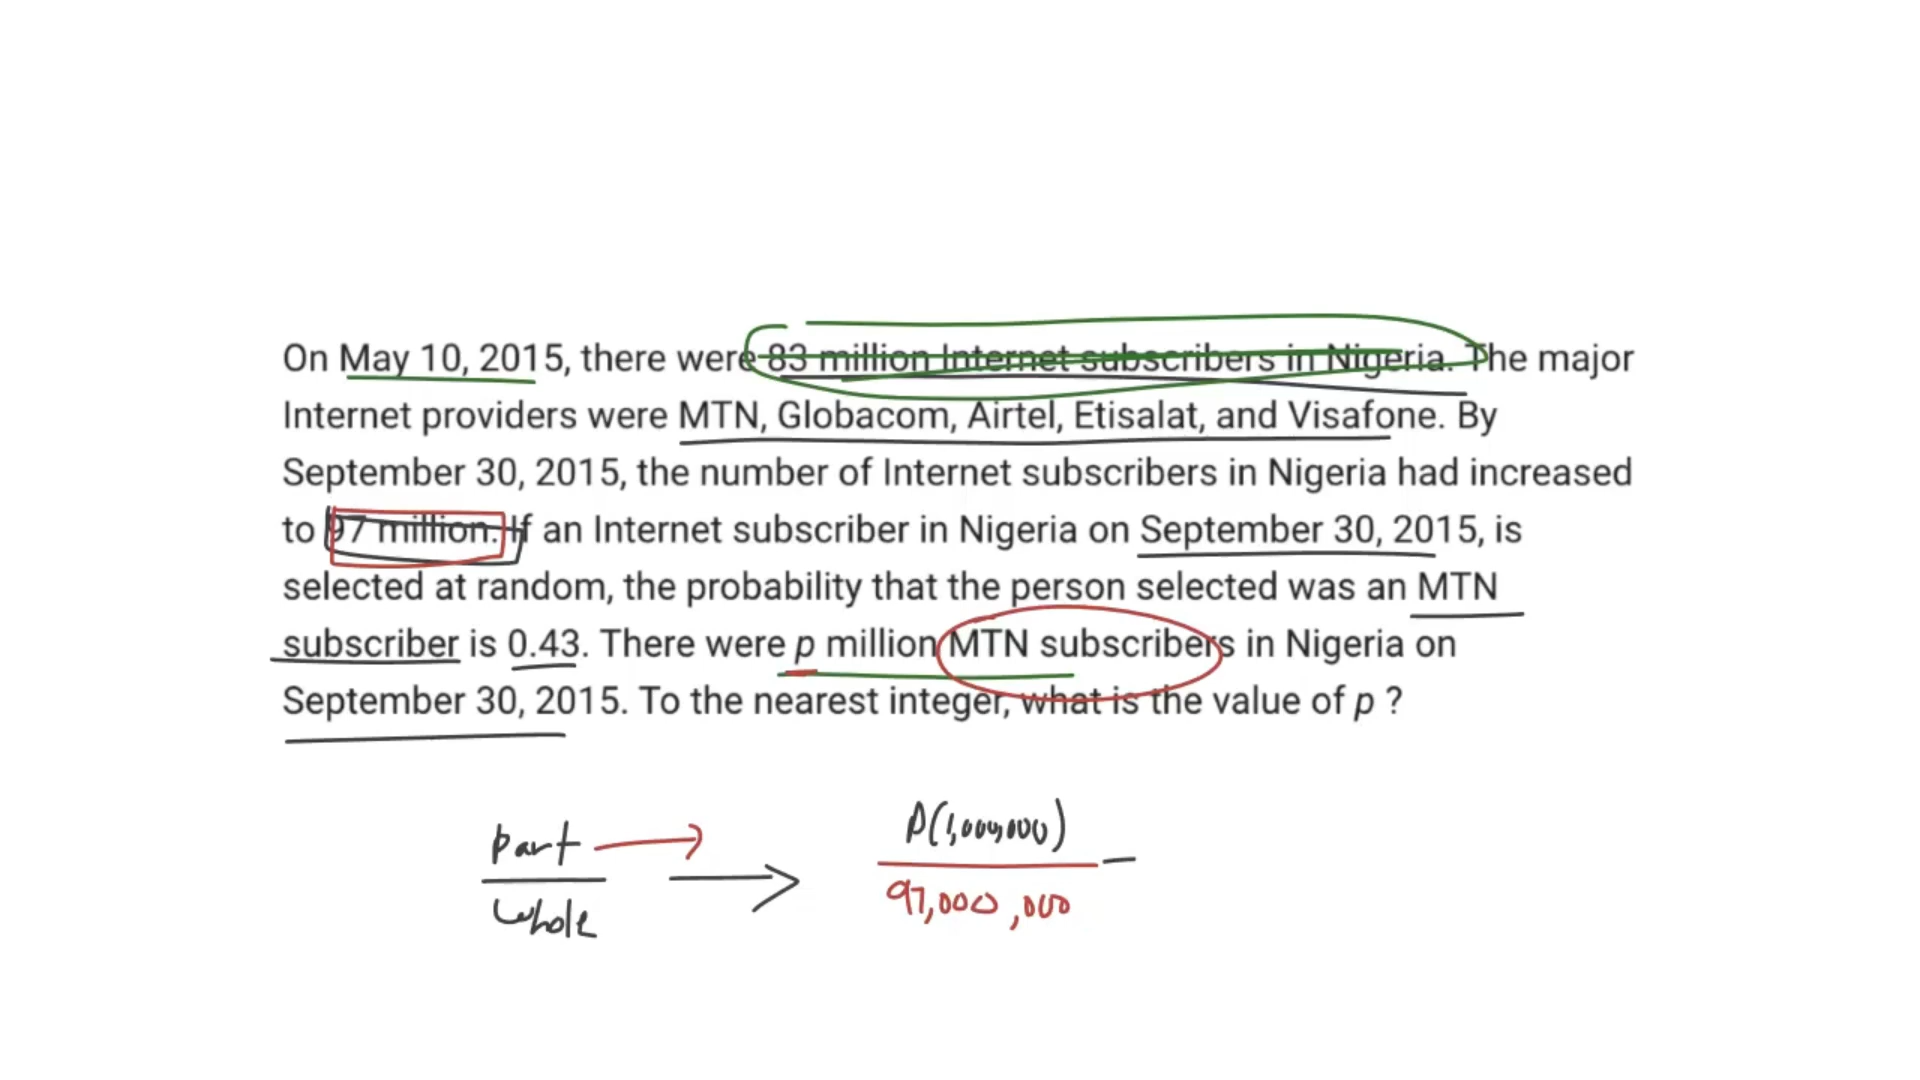 On May 10, 2015, there were 83 million Internet subscribers in Nigeria. The major
Internet providers were MTN, Globacom, Airtel, Etisalat, and Visafone. By
September 30, 2015, the number of Internet subscribers in Nigeria had increased
to 97 million. If an Internet subscriber in Nigeria on September 30, 2015, is
selected at random, the probability that the person selected was an MTN
subscriber is 0.43. There were p million MTN subscribers in Nigeria on
September 30, 2015. To the nearest integer, what is the value of p ?
part
whole
P(1,000,000)
97,000,000